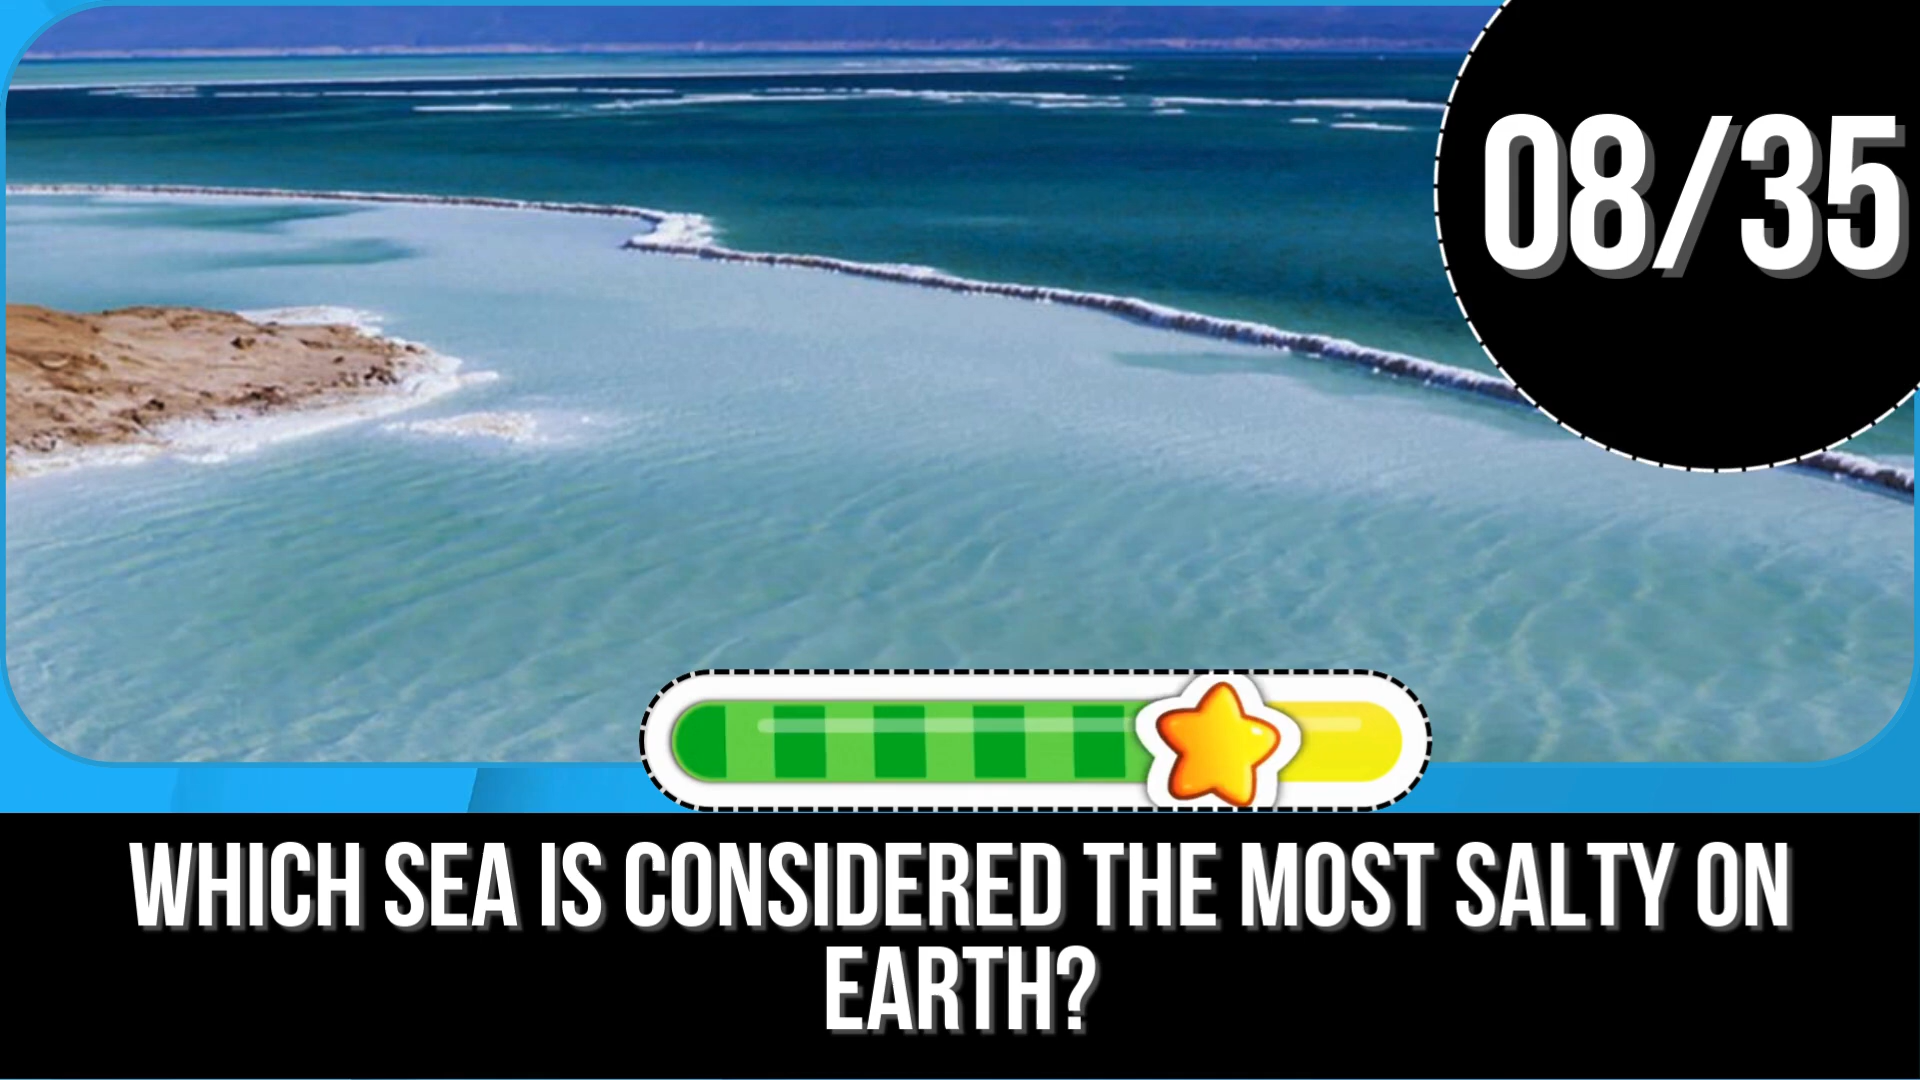 08/35
WHICH SEA IS CONSIDERED THE MOST SALTY ON
EARTH?